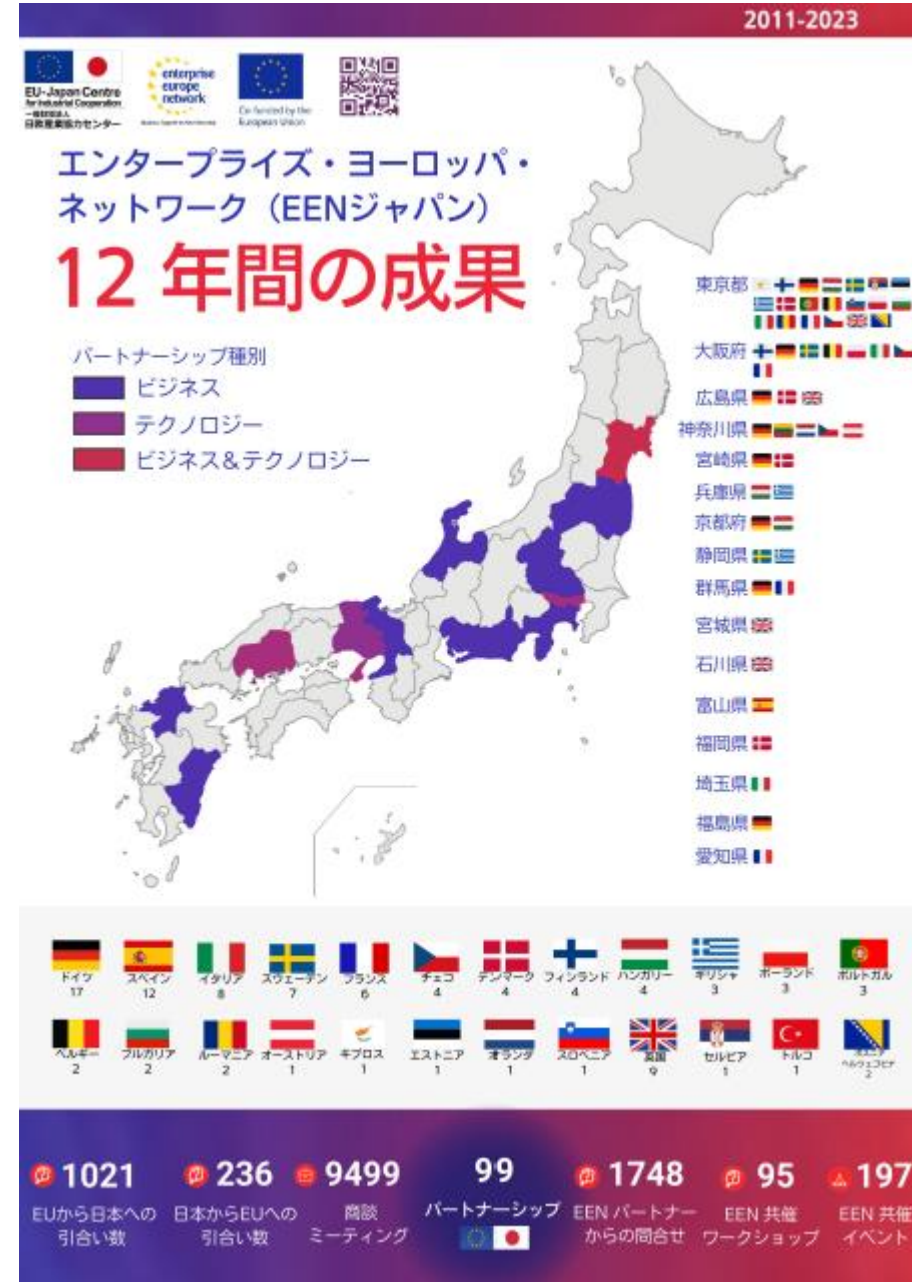 2011-2023
EU-Japan Centre
for Industrial Cooperation
一般財団法人
日欧産業協力センター
enterprise
europe
network
Co-funded by the
European Union
エンタープライズ・ヨーロッパ・
ネットワーク（EENジャパン）
12 年間の成果
パートナーシップ種別
ビジネス
テクノロジー
ビジネス&テクノロジー
東京都
大阪府
広島県
神奈川県
宮崎県
兵庫県
京都府
静岡県
群馬県
宮城県
石川県
富山県
福岡県
埼玉県
福島県
愛知県
ドイツ スペイン イタリア スウェーデン フランス チェコ デンマーク フィンランド ハンガリー ギリシャ ポーランド ポルトガル
17 12 8 7 6 4 4 4 4 3 3 3
ベルギー ブルガリア ルーマニア オーストリア キプロス エストニア オランダ スロベニア 英国 セルビア トルコ
2 2 2 1 1 1 1 1 9 1 1 2
1021 236 9499 99 1748 95 197
EUから日本への 日本からEUへの 商談 パートナーシップ EEN パートナー EEN 共催 EEN 共催
引合い数 引合い数 ミーティング からの問合せ ワークショップ イベント